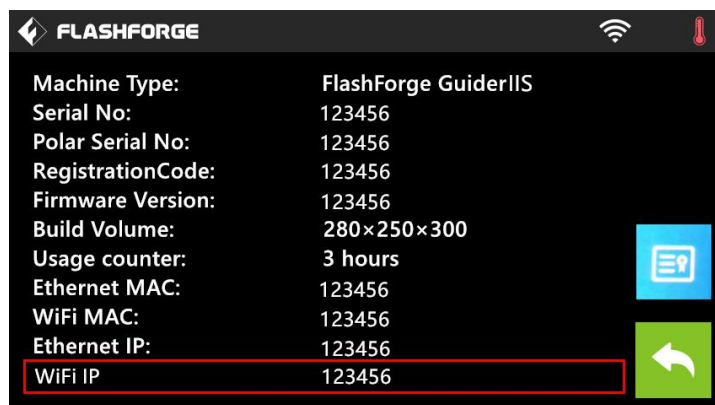 FLASHFORGE
Machine Type: FlashForge GuiderIIS
Serial No: 123456
Polar Serial No: 123456
RegistrationCode: 123456
Firmware Version: 123456
Build Volume: 280×250×300
Usage counter: 3 hours
Ethernet MAC: 123456
WiFi MAC: 123456
Ethernet IP: 123456
WiFi IP 123456